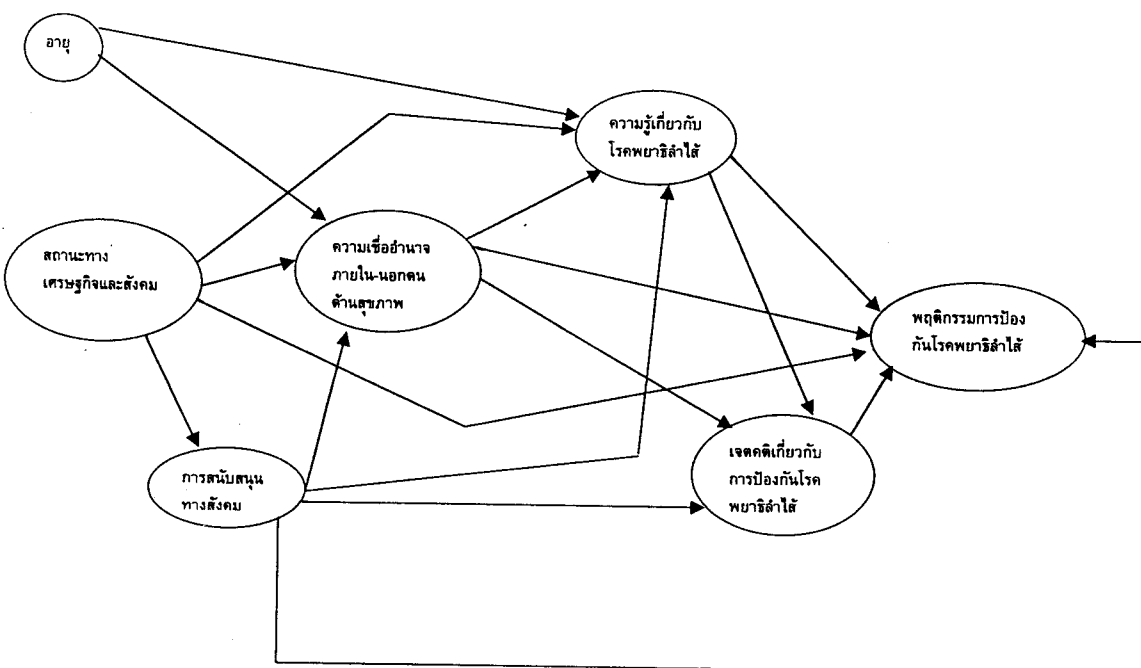 อายุ
ความรู้เกี่ยวกับ
โรคพยาธิลำไส้
สถานะทาง
เศรษฐกิจและสังคม
ความเชื่ออำนาจ
ภายใน-นอกตน
ด้านสุขภาพ
พฤติกรรมการป้อง
กันโรคพยาธิลำไส้
การสนับสนุน
ทางสังคม
เจตคติเกี่ยวกับ
การป้องกันโรค
พยาธิลำไส้